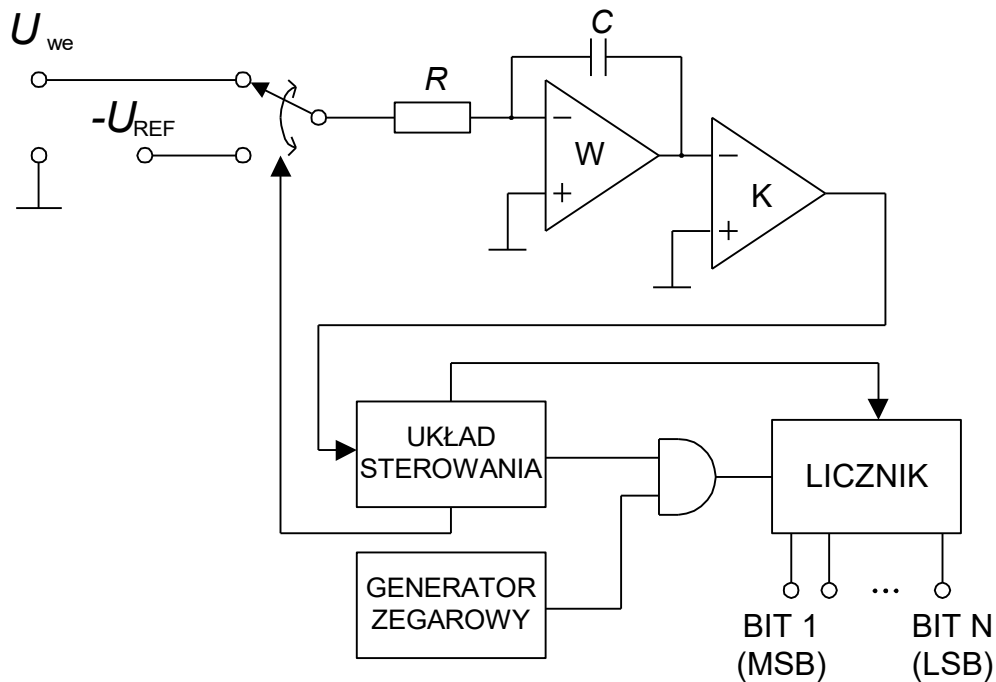 U we
-U REF
R
C
W
K
UKŁAD
STEROWANIA
LICZNIK
GENERATOR
ZEGAROWY
...
BIT 1
(MSB)
BIT N
(LSB)